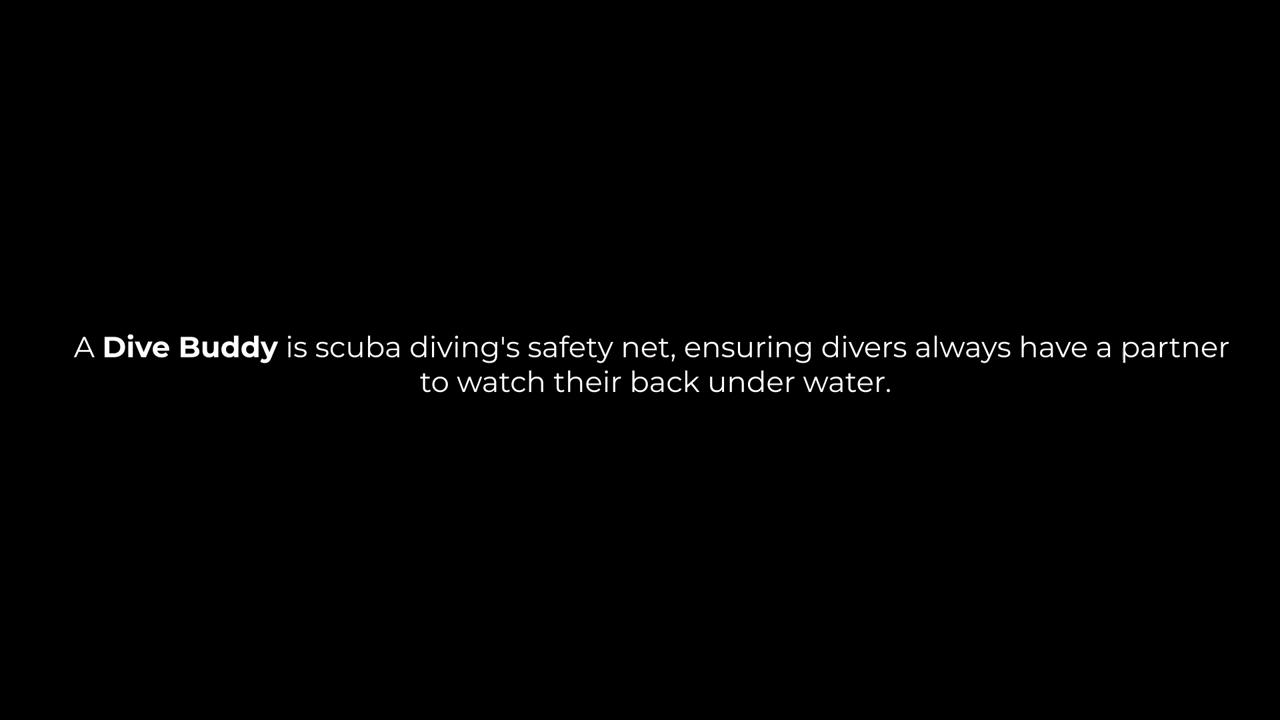 A Dive Buddy is scuba diving's safety net, ensuring divers always have a partner
to watch their back under water.